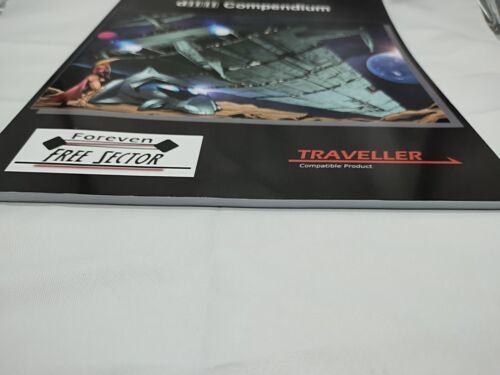 Compendium
Foreven
FREE SECTOR
TRAVELLER
Compatible Product